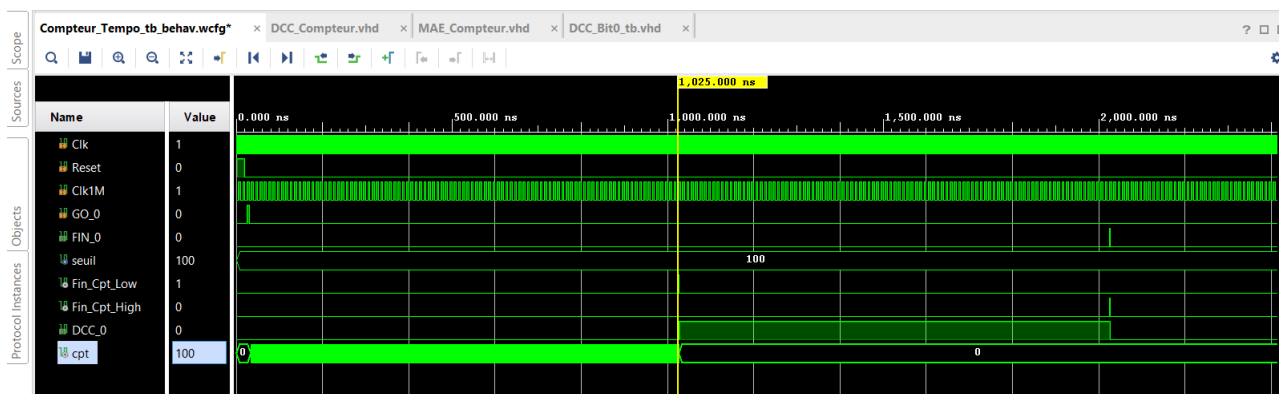 Compteur_Tempo_tb_behav.wcfg* × DCC_Compteur.vhd × MAE_Compteur.vhd × DCC_Bit0_tb.vhd × ?
Scope
Sources
Objects
Protocol Instances
1,025.000 ns
Name Value 0.000 ns 500.000 ns 1,000.000 ns 1,500.000 ns 2,000.000 ns
Clk 1
Reset 0
Clk1M 1
GO_0 0
FIN_0 0
seuil 100 100
Fin_Cpt_Low 1
Fin_Cpt_High 0
DCC_0 0
cpt 100 0 0